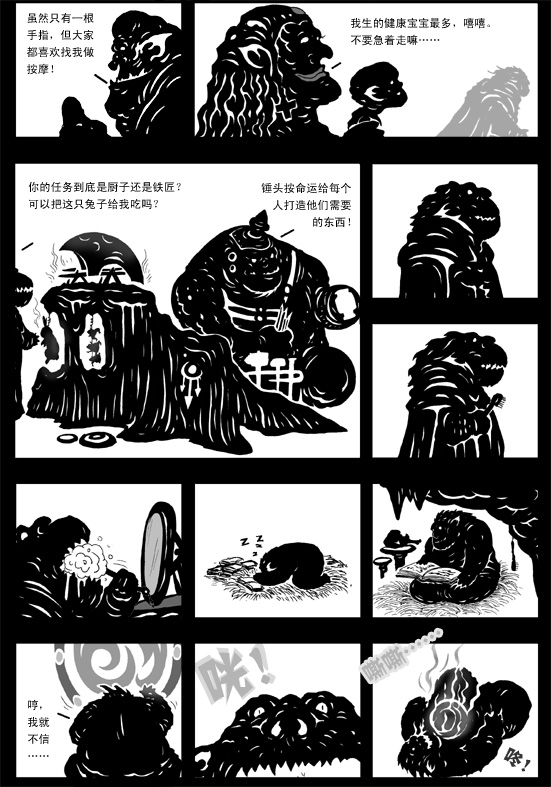 虽然只有一根
手指，但大家
都喜欢找我做
按摩！
我生的健康宝宝最多，嘻嘻。
不要急着走嘛……
你的任务到底是厨子还是铁匠？
可以把这只兔子给我吃吗？
锤头按命运给每个
人打造他们需要
的东西！
z z z z
哼，
我就
不信
……
咣！
嘶嘶……
咚！